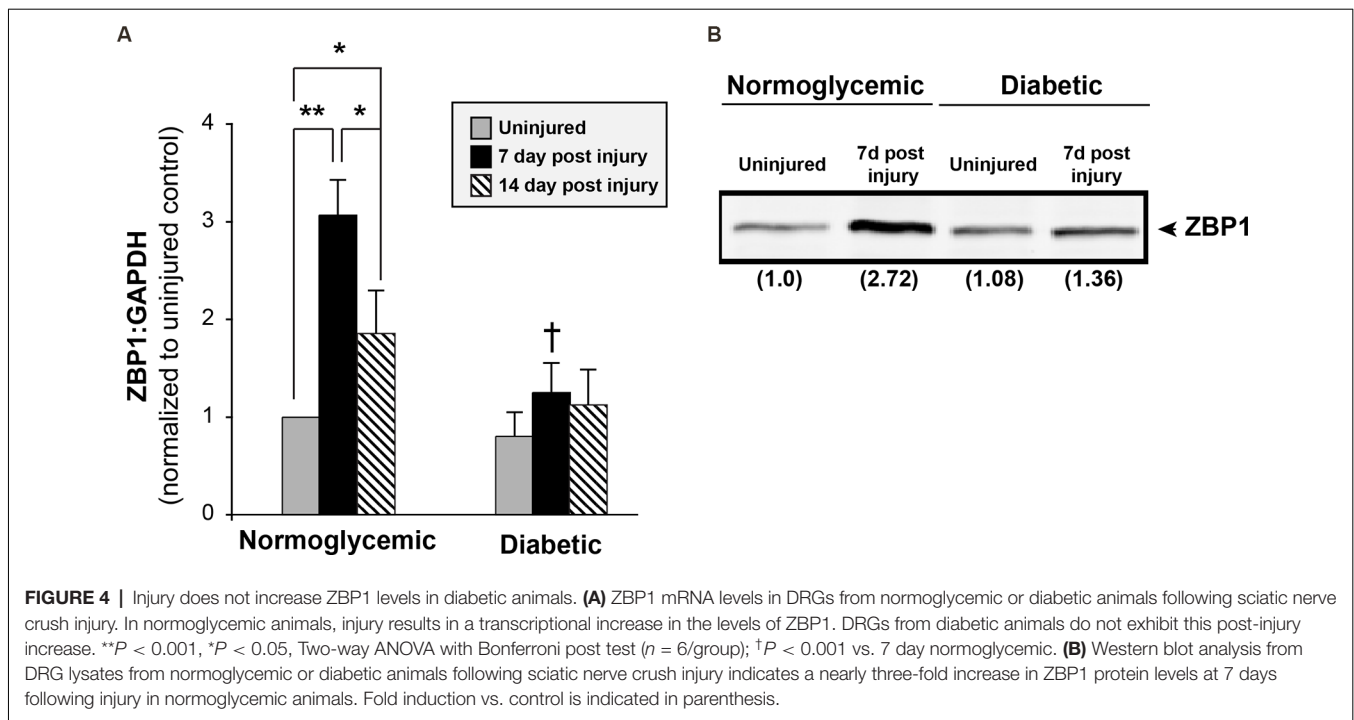 A
*
** *
4
3
2
1
0
ZBP1:GAPDH
(normalized to uninjured control)
Uninjured
7 day post injury
14 day post injury
†
Normoglycemic Diabetic
B
Normoglycemic Diabetic
Uninjured 7d post injury Uninjured 7d post injury
ZBP1
(1.0) (2.72) (1.08) (1.36)
FIGURE 4 | Injury does not increase ZBP1 levels in diabetic animals. (A) ZBP1 mRNA levels in DRGs from normoglycemic or diabetic animals following sciatic nerve
crush injury. In normoglycemic animals, injury results in a transcriptional increase in the levels of ZBP1. DRGs from diabetic animals do not exhibit this post-injury
increase. **P < 0.001, *P < 0.05, Two-way ANOVA with Bonferroni post test (n = 6/group); †P < 0.001 vs. 7 day normoglycemic. (B) Western blot analysis from
DRG lysates from normoglycemic or diabetic animals following sciatic nerve crush injury indicates a nearly three-fold increase in ZBP1 protein levels at 7 days
following injury in normoglycemic animals. Fold induction vs. control is indicated in parenthesis.